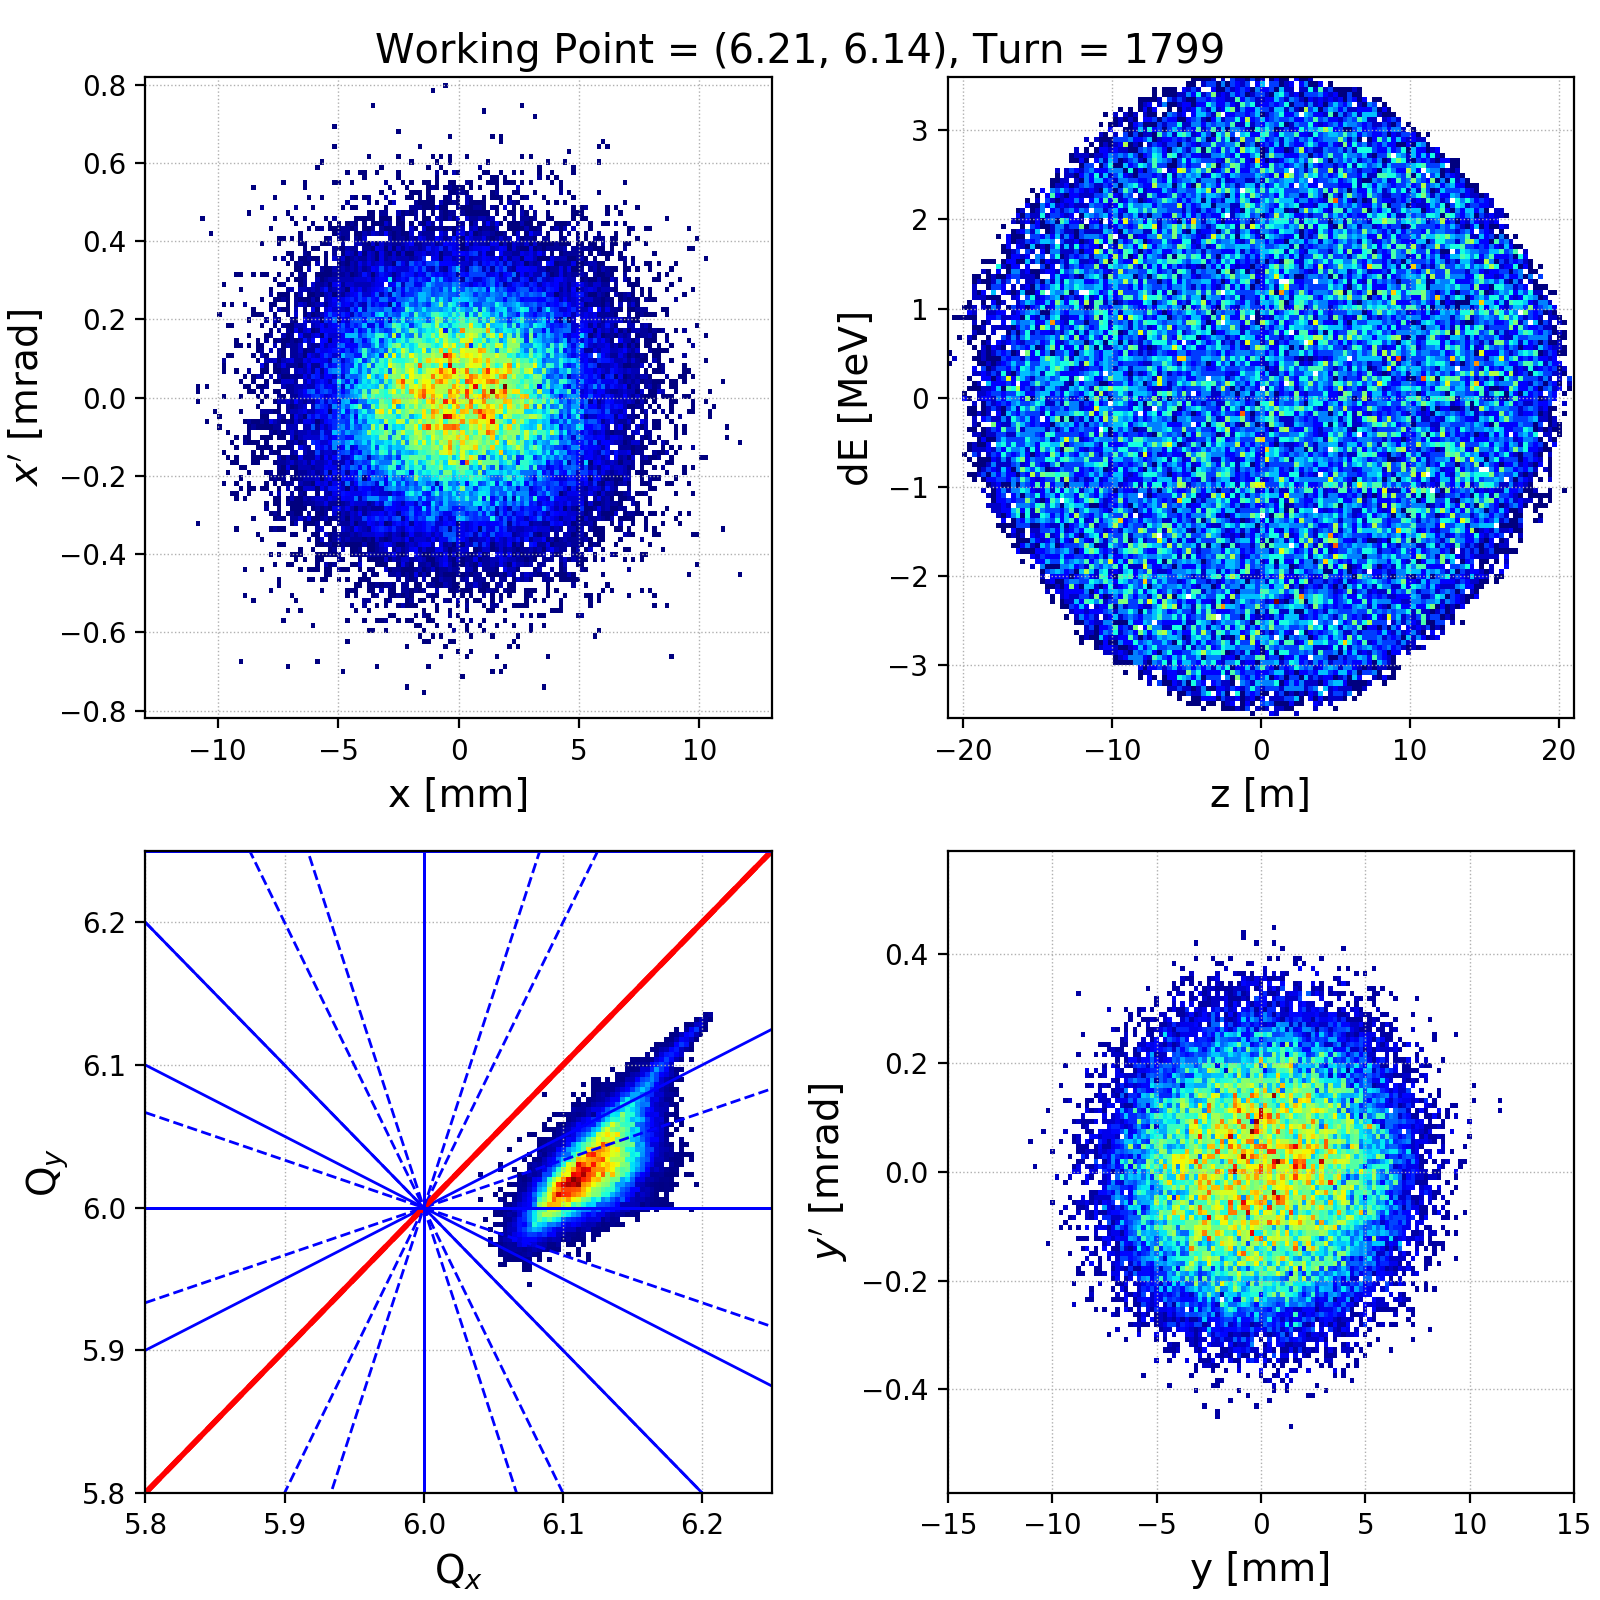 Working Point = (6.21, 6.14), Turn = 1799
0.8
0.6
0.4
0.2
0.0
−0.2
−0.4
−0.6
−0.8
x′ [mrad]
−10 −5 0 5 10
x [mm]
3
2
1
0
−1
−2
−3
dE [MeV]
−20 −10 0 10 20
z [m]
6.2
6.1
6.0
5.9
5.8
Qy
5.8 5.9 6.0 6.1 6.2
Qx
0.4
0.2
0.0
−0.2
−0.4
y′ [mrad]
−15 −10 −5 0 5 10 15
y [mm]